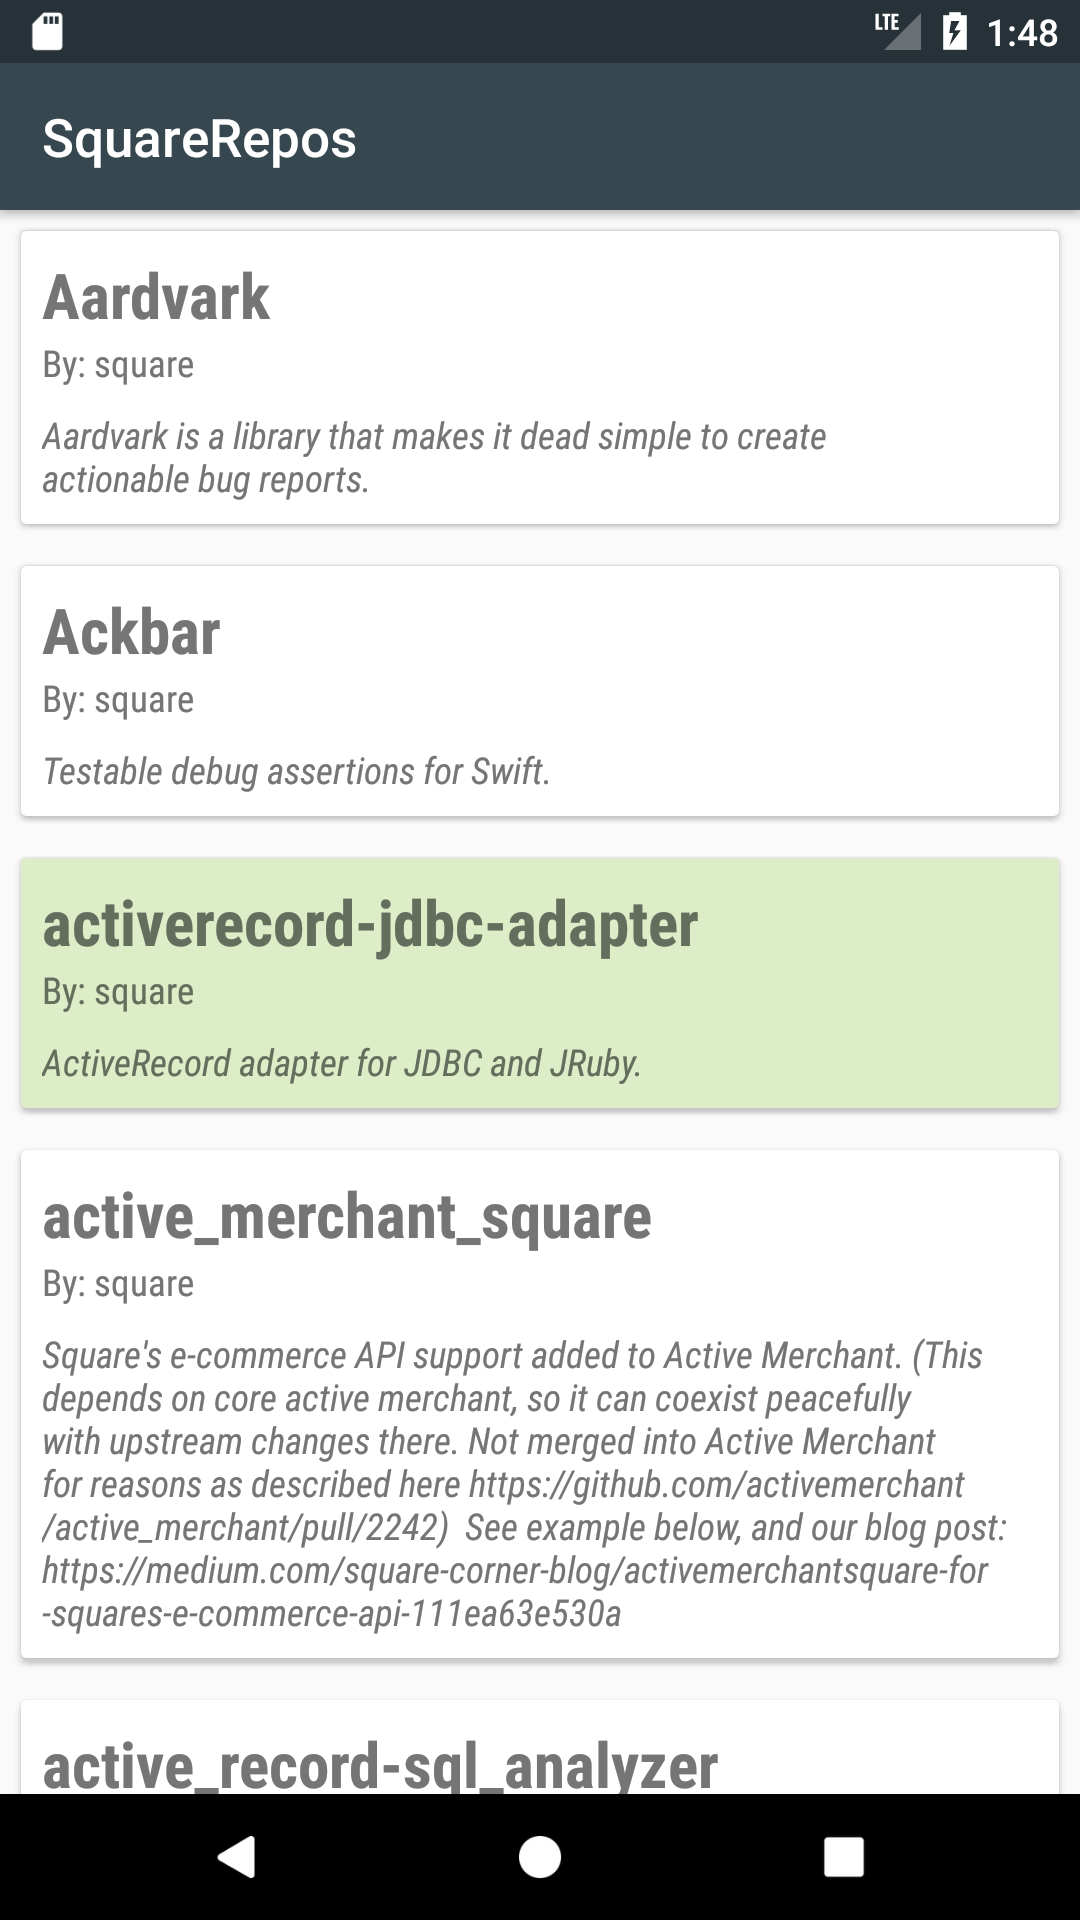 LTE 1:48
SquareRepos
Aardvark
By: square
Aardvark is a library that makes it dead simple to create
actionable bug reports.
Ackbar
By: square
Testable debug assertions for Swift.
activerecord-jdbc-adapter
By: square
ActiveRecord adapter for JDBC and JRuby.
active_merchant_square
By: square
Square's e-commerce API support added to Active Merchant. (This
depends on core active merchant, so it can coexist peacefully
with upstream changes there. Not merged into Active Merchant
for reasons as described here https://github.com/activemerchant
/active_merchant/pull/2242)  See example below, and our blog post:
https://medium.com/square-corner-blog/activemerchantsquare-for
-squares-e-commerce-api-111ea63e530a
active_record-sql_analyzer